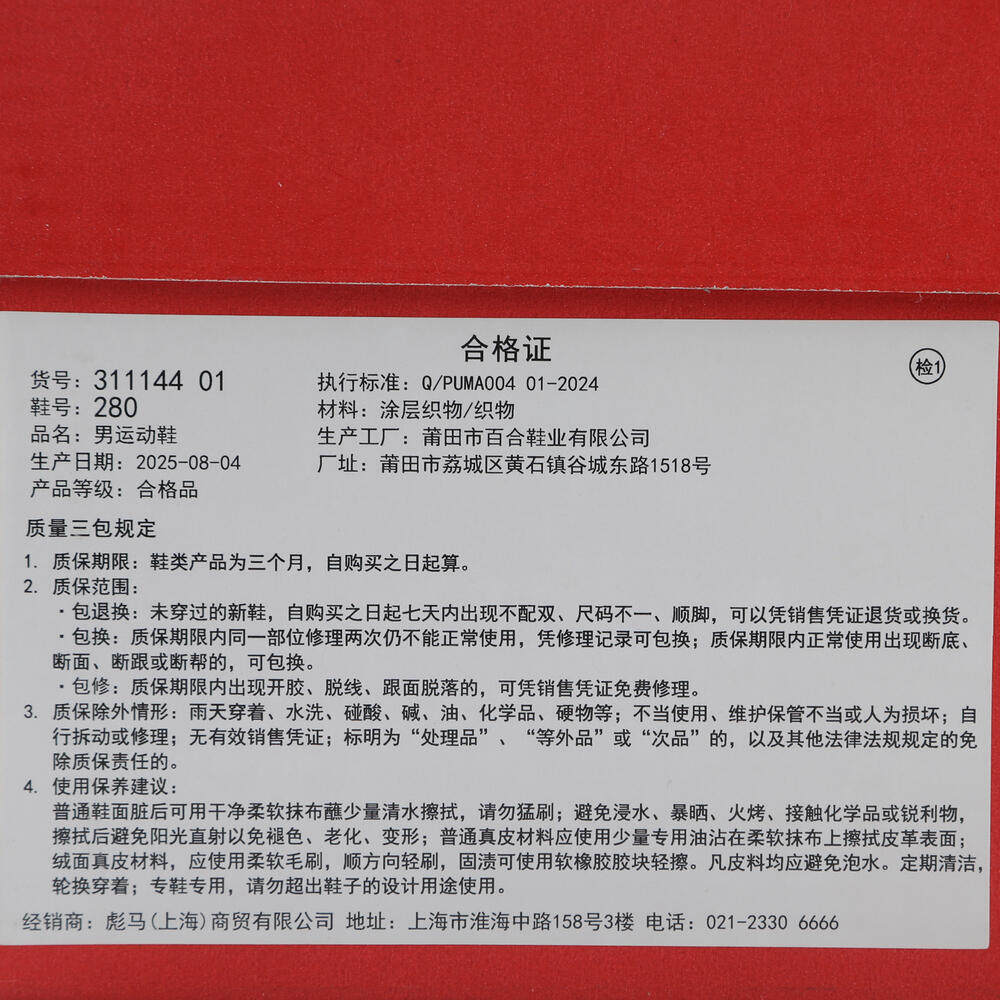 合格证
检1
货号：311144 01
鞋号：280
品名：男运动鞋
生产日期：2025-08-04
产品等级：合格品
执行标准：Q/PUMA004 01-2024
材料：涂层织物/织物
生产工厂：莆田市百合鞋业有限公司
厂址：莆田市荔城区黄石镇谷城东路1518号
质量三包规定
1. 质保期限：鞋类产品为三个月，自购买之日起算。
2. 质保范围：
·包退换：未穿过的新鞋，自购买之日起七天内出现不配双、尺码不一、顺脚，可以凭销售凭证退货或换货。
·包换：质保期限内同一部位修理两次仍不能正常使用，凭修理记录可包换；质保期限内正常使用出现断底、
断面、断跟或断帮的，可包换。
·包修：质保期限内出现开胶、脱线、跟面脱落的，可凭销售凭证免费修理。
3. 质保除外情形：雨天穿着、水洗、碰酸、碱、油、化学品、硬物等；不当使用、维护保管不当或人为损坏；自
行拆动或修理；无有效销售凭证；标明为“处理品”、“等外品”或“次品”的，以及其他法律法规规定的免
除质保责任的。
4. 使用保养建议：
普通鞋面脏后可用干净柔软抹布蘸少量清水擦拭，请勿猛刷；避免浸水、暴晒、火烤、接触化学品或锐利物，
擦拭后避免阳光直射以免褪色、老化、变形；普通真皮材料应使用少量专用油沾在柔软抹布上擦拭皮革表面；
绒面真皮材料，应使用柔软毛刷，顺方向轻刷，固渍可使用软橡胶胶块轻擦。凡皮料均应避免泡水。定期清洁，
轮换穿着；专鞋专用，请勿超出鞋子的设计用途使用。
经销商：彪马(上海)商贸有限公司 地址：上海市淮海中路158号3楼 电话：021-2330 6666